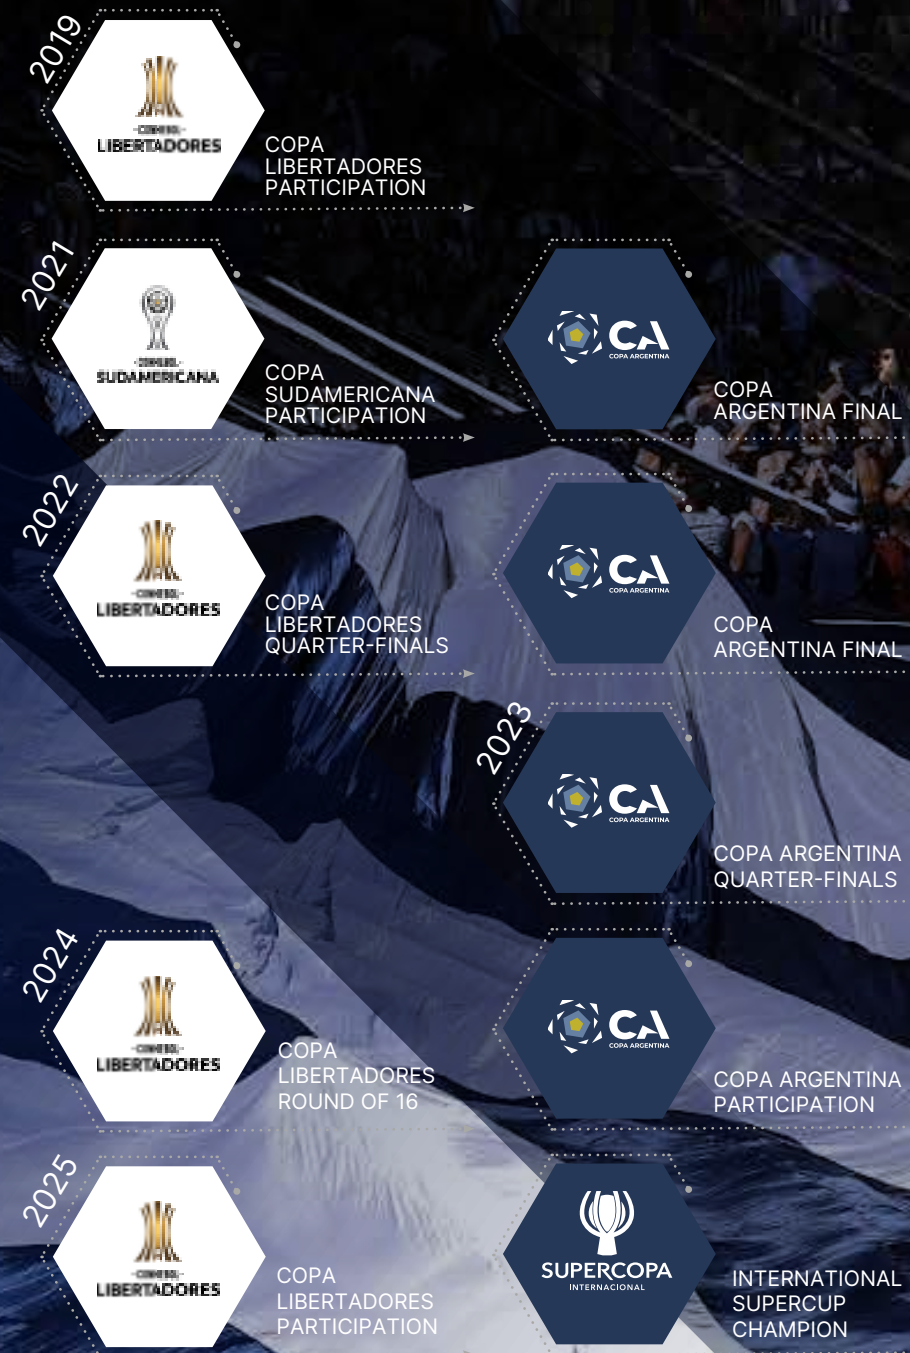 2019
CONMEBOL
LIBERTADORES
COPA
LIBERTADORES
PARTICIPATION
2021
CONMEBOL
SUDAMERICANA
COPA
SUDAMERICANA
PARTICIPATION
CA
COPA ARGENTINA
COPA
ARGENTINA FINAL
2022
CONMEBOL
LIBERTADORES
COPA
LIBERTADORES
QUARTER-FINALS
CA
COPA ARGENTINA
COPA
ARGENTINA FINAL
2023
CA
COPA ARGENTINA
COPA ARGENTINA
QUARTER-FINALS
2024
CONMEBOL
LIBERTADORES
COPA
LIBERTADORES
ROUND OF 16
CA
COPA ARGENTINA
COPA ARGENTINA
PARTICIPATION
2025
CONMEBOL
LIBERTADORES
COPA
LIBERTADORES
PARTICIPATION
SUPERCOPA
INTERNACIONAL
INTERNATIONAL
SUPERCUP
CHAMPION